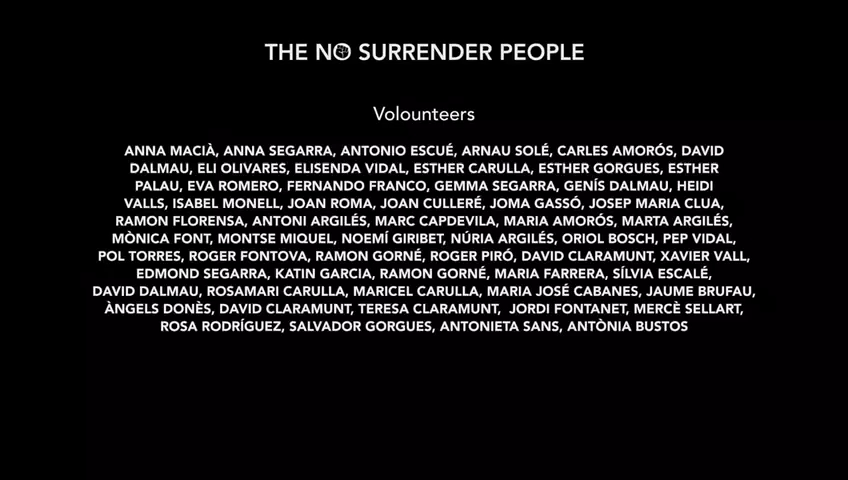 THE NO SURRENDER PEOPLE
Volounteers
ANNA MACIÀ, ANNA SEGARRA, ANTONIO ESCUÉ, ARNAU SOLÉ, CARLES AMORÓS, DAVID
DALMAU, ELI OLIVARES, ELISENDA VIDAL, ESTHER CARULLA, ESTHER GORGUES, ESTHER
PALAU, EVA ROMERO, FERNANDO FRANCO, GEMMA SEGARRA, GENÍS DALMAU, HEIDI
VALLS, ISABEL MONELL, JOAN ROMA, JOAN CULLERÉ, JOMA GASSÓ, JOSEP MARIA CLUA,
RAMON FLORENSA, ANTONI ARGILÉS, MARC CAPDEVILA, MARIA AMORÓS, MARTA ARGILÉS,
MÒNICA FONT, MONTSE MIQUEL, NOEMÍ GIRIBET, NÚRIA ARGILÉS, ORIOL BOSCH, PEP VIDAL,
POL TORRES, ROGER FONTOVA, RAMON GORNÉ, ROGER PIRÓ, DAVID CLARAMUNT, XAVIER VALL,
EDMOND SEGARRA, KATIN GARCIA, RAMON GORNÉ, MARIA FARRERA, SÍLVIA ESCALÉ,
DAVID DALMAU, ROSAMARI CARULLA, MARICEL CARULLA, MARIA JOSÉ CABANES, JAUME BRUFAU,
ÀNGELS DONÈS, DAVID CLARAMUNT, TERESA CLARAMUNT, JORDI FONTANET, MERCÈ SELLART,
ROSA RODRÍGUEZ, SALVADOR GORGUES, ANTONIETA SANS, ANTÒNIA BUSTOS